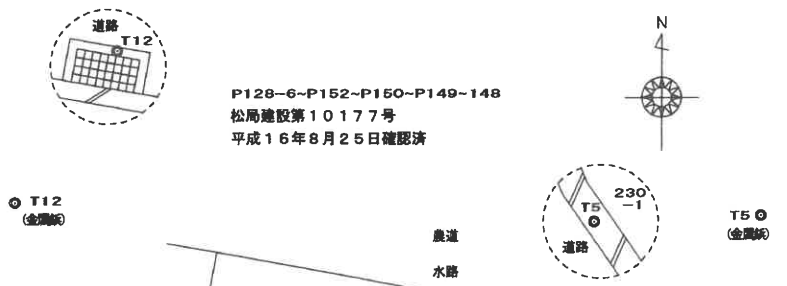 道路
T12
N
P128-6~P152~P150~P149~148
松局建設第10177号
平成16年8月25日確認済
T12
(金属鋲)
230
-1
T5
道路
T5
(金属鋲)
農道
水路